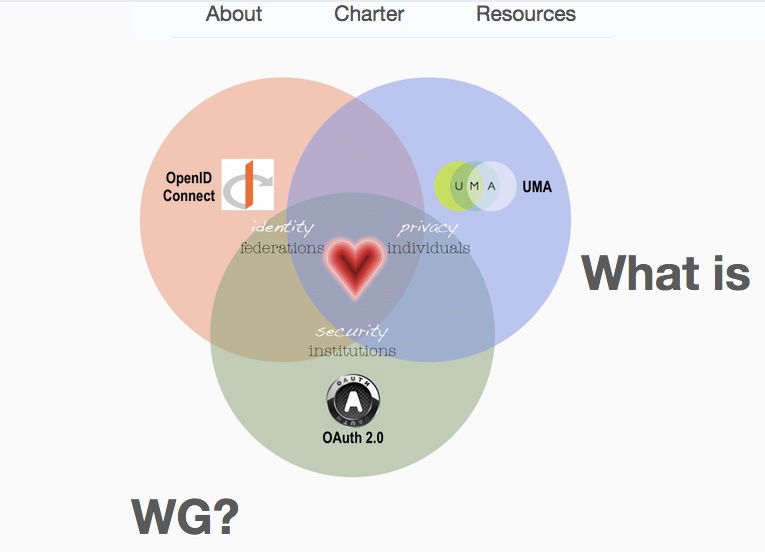 About Charter Resources
OpenID
Connect
U M A UMA
identity privacy
federations individuals
What is
security
institutions
OAUTH
A
OAuth 2.0
WG?